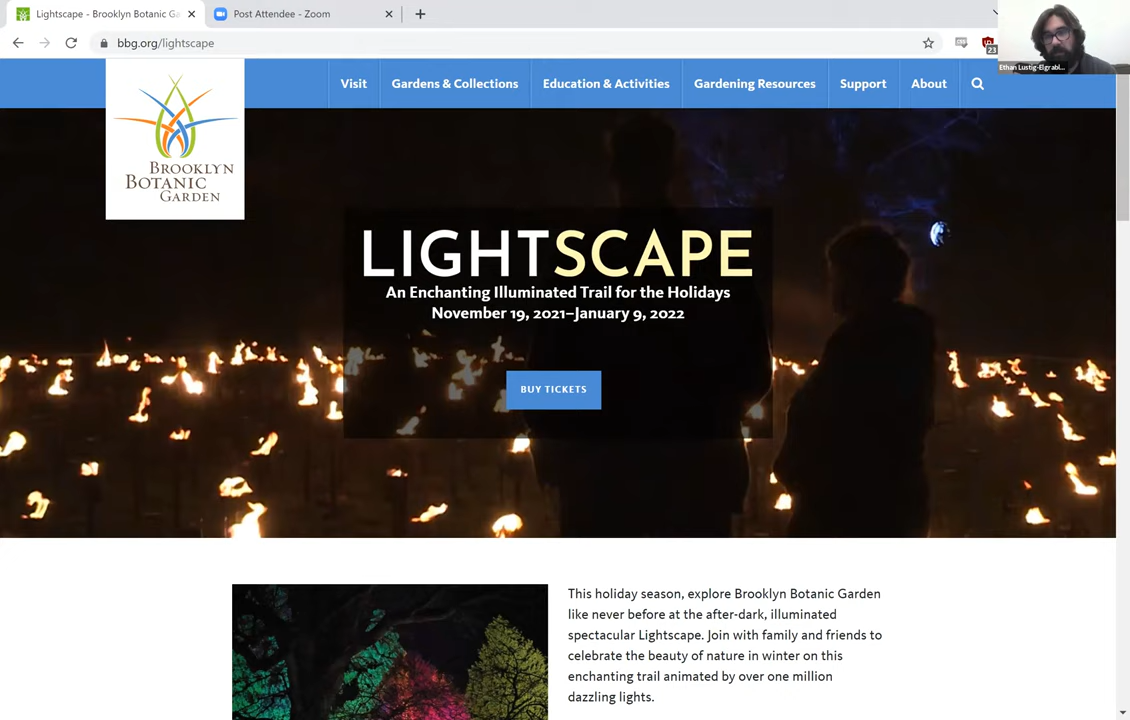 Lightscape - Brooklyn Botanic Ga
Post Attendee - Zoom
bbg.org/lightscape
23
Ethan Lustig-Elgrabl...
BROOKLYN
BOTANIC
GARDEN
Visit
Gardens & Collections
Education & Activities
Gardening Resources
Support
About
LIGHTSCAPE
An Enchanting Illuminated Trail for the Holidays
November 19, 2021–January 9, 2022
BUY TICKETS
This holiday season, explore Brooklyn Botanic Garden
like never before at the after-dark, illuminated
spectacular Lightscape. Join with family and friends to
celebrate the beauty of nature in winter on this
enchanting trail animated by over one million
dazzling lights.